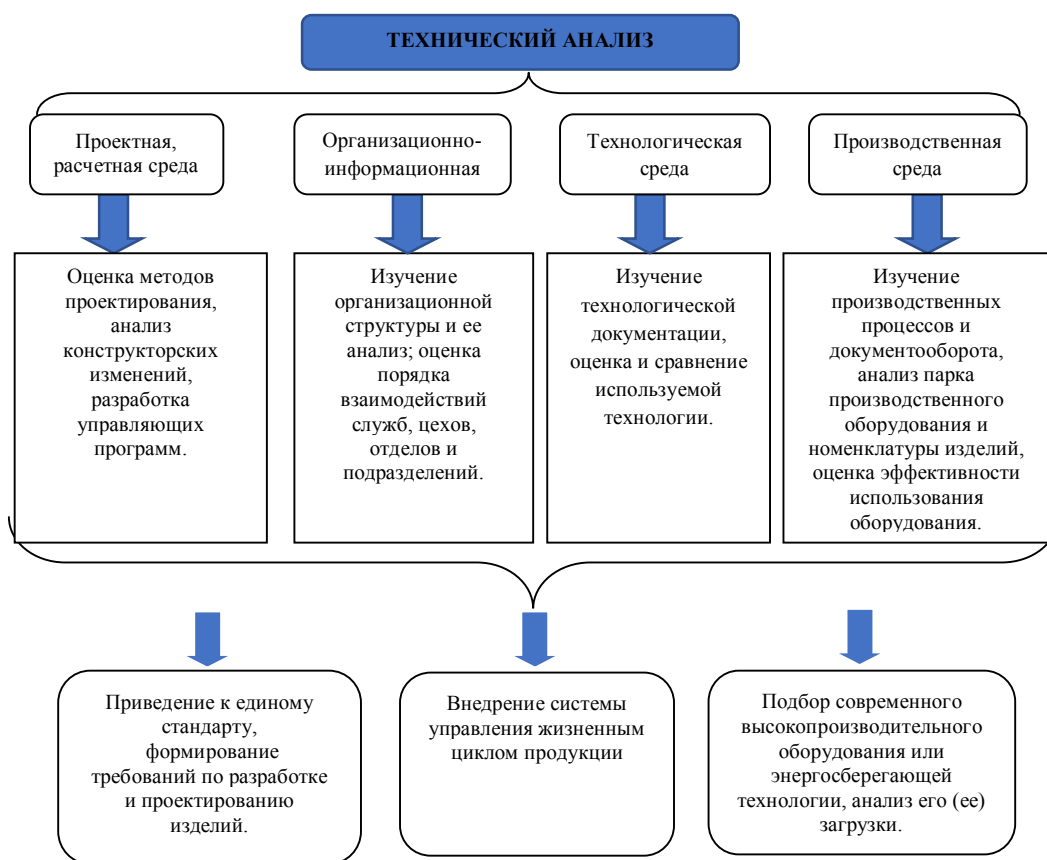 ТЕХНИЧЕСКИЙ АНАЛИЗ
Проектная,
расчетная среда
Организационно-
информационная
Технологическая
среда
Производственная
среда
Оценка методов
проектирования,
анализ
конструкторских
изменений,
разработка
управляющих
программ.
Изучение
организационной
структуры и ее
анализ; оценка
порядка
взаимодействий
служб, цехов,
отделов и
подразделений.
Изучение
технологической
документации,
оценка и сравнение
используемой
технологии.
Изучение
производственных
процессов и
документооборота,
анализ парка
производственного
оборудования и
номенклатуры изделий,
оценка эффективности
использования
оборудования.
Приведение к единому
стандарту,
формирование
требований по разработке
и проектированию
изделий.
Внедрение системы
управления жизненным
циклом продукции
Подбор современного
высокопроизводительного
оборудования или
энергосберегающей
технологии, анализ его (ее)
загрузки.